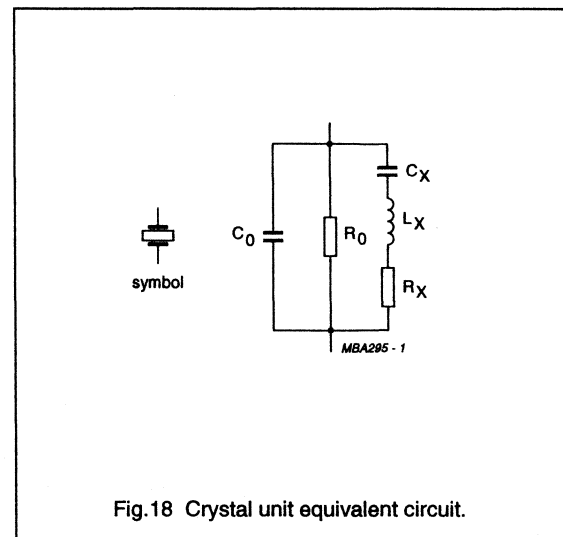 C0
R0
CX
LX
RX
symbol
MBA295 - 1
Fig.18 Crystal unit equivalent circuit.